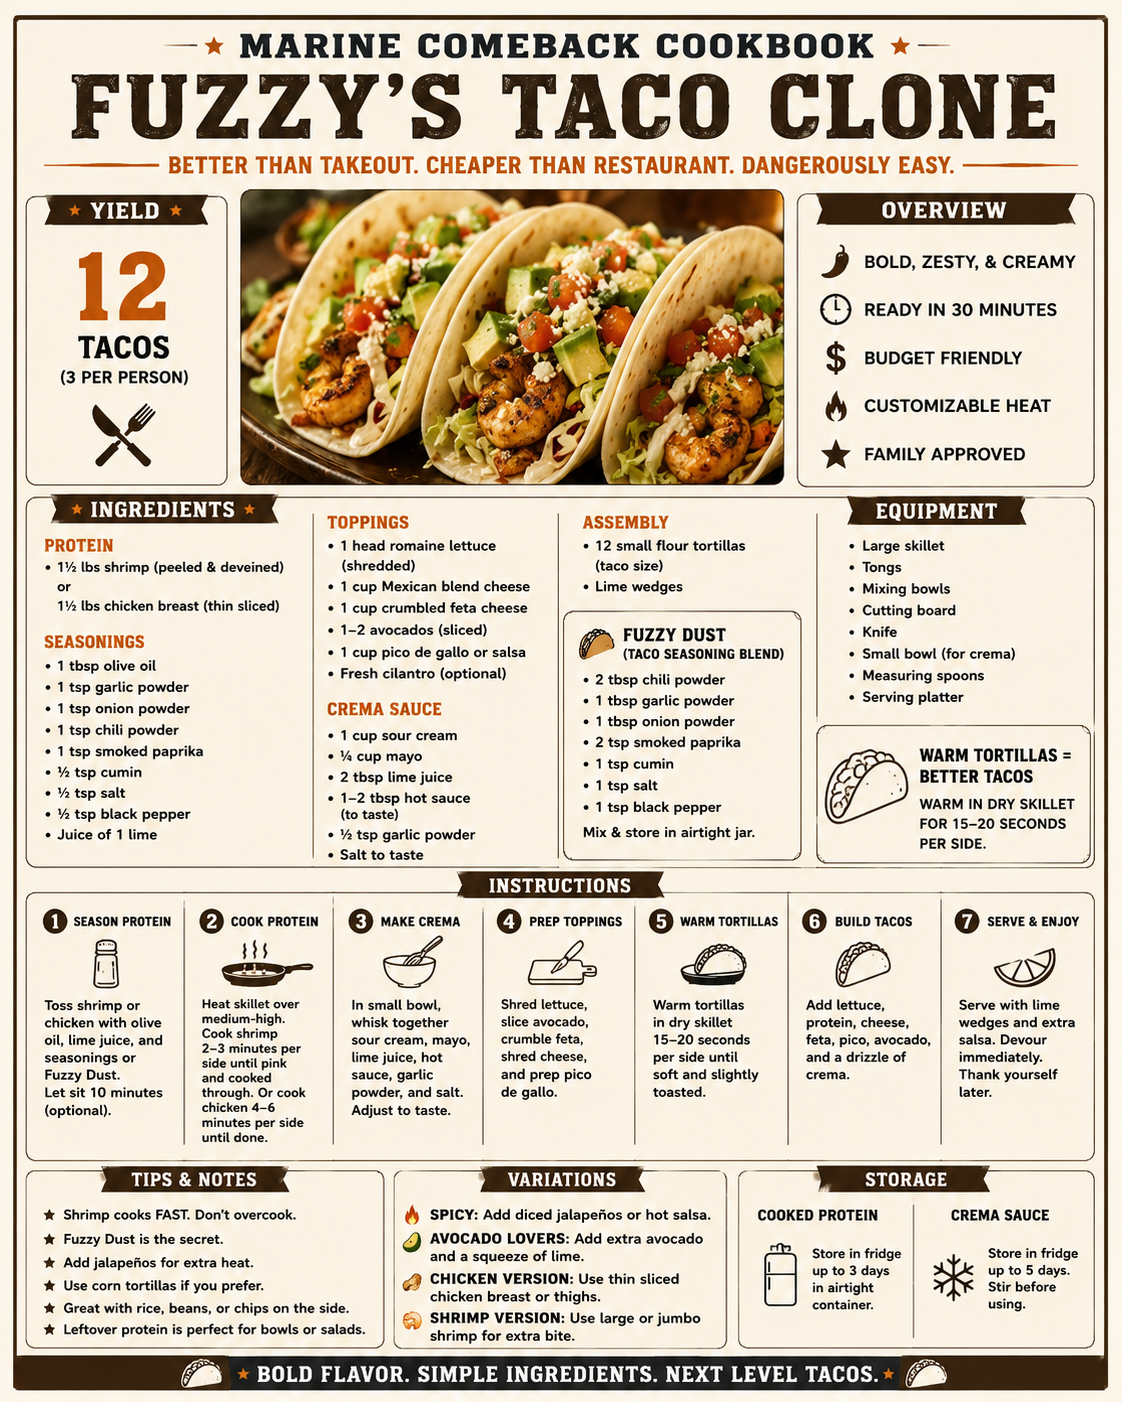 MARINE COMEBACK COOKBOOK
FUZZY'S TACO CLONE
BETTER THAN TAKEOUT. CHEAPER THAN RESTAURANT. DANGEROUSLY EASY.
YIELD
12
TACOS
(3 PER PERSON)
OVERVIEW
BOLD, ZESTY, & CREAMY
READY IN 30 MINUTES
$ BUDGET FRIENDLY
CUSTOMIZABLE HEAT
FAMILY APPROVED
INGREDIENTS
PROTEIN
• 1½ lbs shrimp (peeled & deveined)
or
1½ lbs chicken breast (thin sliced)
SEASONINGS
• 1 tbsp olive oil
• 1 tsp garlic powder
• 1 tsp onion powder
• 1 tsp chili powder
• 1 tsp smoked paprika
• ½ tsp cumin
• ½ tsp salt
• ½ tsp black pepper
• Juice of 1 lime
TOPPINGS
• 1 head romaine lettuce
(shredded)
• 1 cup Mexican blend cheese
• 1 cup crumbled feta cheese
• 1–2 avocados (sliced)
• 1 cup pico de gallo or salsa
• Fresh cilantro (optional)
CREMA SAUCE
• 1 cup sour cream
• ¼ cup mayo
• 2 tbsp lime juice
• 1–2 tbsp hot sauce
(to taste)
• ½ tsp garlic powder
• Salt to taste
ASSEMBLY
• 12 small flour tortillas
(taco size)
• Lime wedges
FUZZY DUST
(TACO SEASONING BLEND)
• 2 tbsp chili powder
• 1 tbsp garlic powder
• 1 tbsp onion powder
• 2 tsp smoked paprika
• 1 tsp cumin
• 1 tsp salt
• 1 tsp black pepper
Mix & store in airtight jar.
EQUIPMENT
• Large skillet
• Tongs
• Mixing bowls
• Cutting board
• Knife
• Small bowl (for crema)
• Measuring spoons
• Serving platter
WARM TORTILLAS =
BETTER TACOS
WARM IN DRY SKILLET
FOR 15–20 SECONDS
PER SIDE.
INSTRUCTIONS
1 SEASON PROTEIN
Toss shrimp or
chicken with olive
oil, lime juice, and
seasonings or
Fuzzy Dust.
Let sit 10 minutes
(optional).
2 COOK PROTEIN
Heat skillet over
medium-high.
Cook shrimp
2–3 minutes per
side until pink
and cooked
through. Or cook
chicken 4–6
minutes per side
until done.
3 MAKE CREMA
In small bowl,
whisk together
sour cream, mayo,
lime juice, hot
sauce, garlic
powder, and salt.
Adjust to taste.
4 PREP TOPPINGS
Shred lettuce,
slice avocado,
crumble feta,
shred cheese,
and prep pico
de gallo.
5 WARM TORTILLAS
Warm tortillas
in dry skillet
15–20 seconds
per side until
soft and slightly
toasted.
6 BUILD TACOS
Add lettuce,
protein, cheese,
feta, pico, avocado,
and a drizzle of
crema.
7 SERVE & ENJOY
Serve with lime
wedges and extra
salsa. Devour
immediately.
Thank yourself
later.
TIPS & NOTES
Shrimp cooks FAST. Don't overcook.
Fuzzy Dust is the secret.
Add jalapeños for extra heat.
Use corn tortillas if you prefer.
Great with rice, beans, or chips on the side.
Leftover protein is perfect for bowls or salads.
VARIATIONS
SPICY: Add diced jalapeños or hot salsa.
AVOCADO LOVERS: Add extra avocado
and a squeeze of lime.
CHICKEN VERSION: Use thin sliced
chicken breast or thighs.
SHRIMP VERSION: Use large or jumbo
shrimp for extra bite.
STORAGE
COOKED PROTEIN
Store in fridge
up to 3 days
in airtight
container.
CREMA SAUCE
Store in fridge
up to 5 days.
Stir before
using.
BOLD FLAVOR. SIMPLE INGREDIENTS. NEXT LEVEL TACOS.